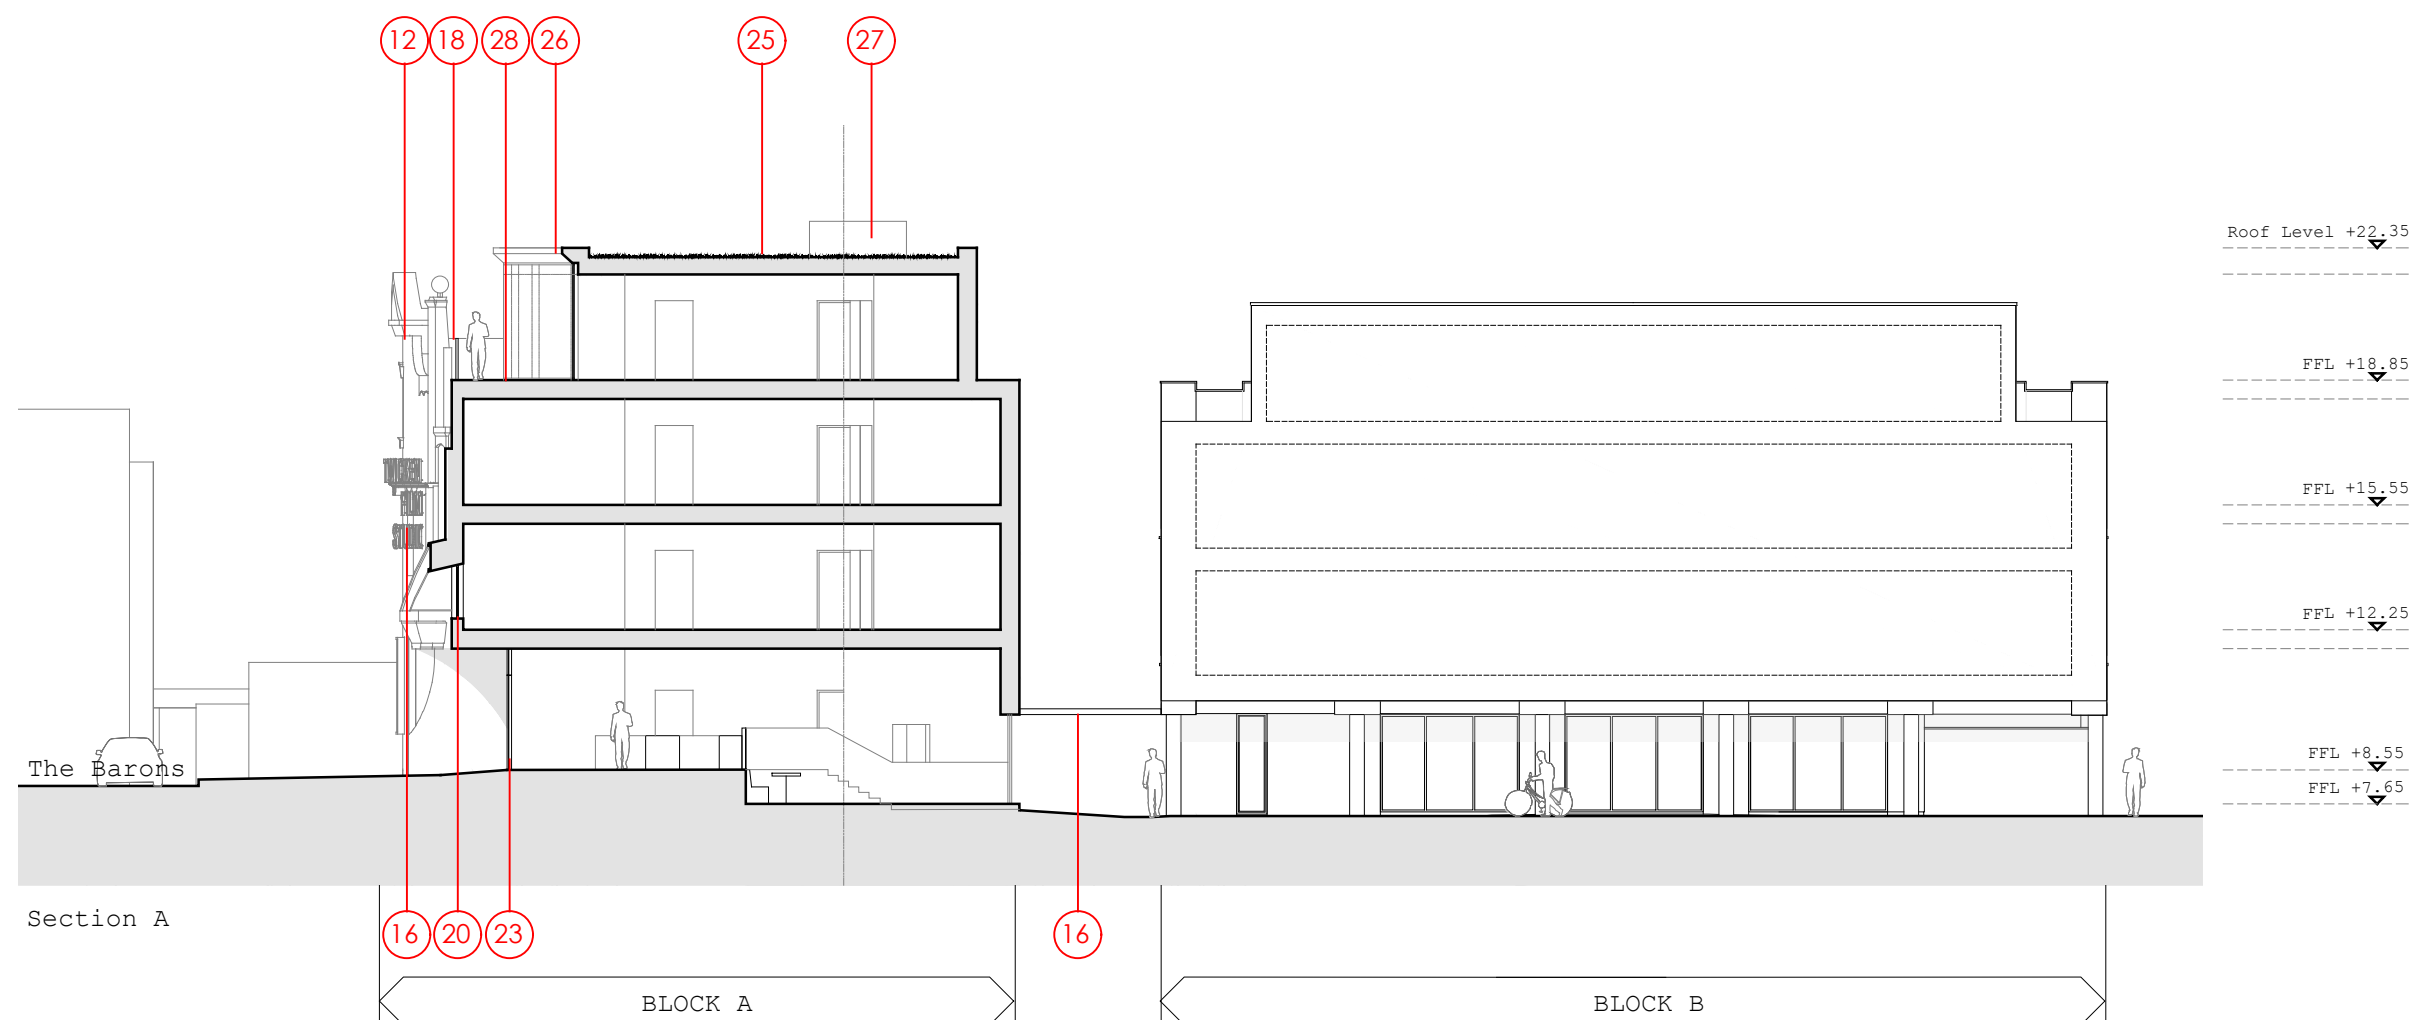 12 18 28 26 25 27
Roof Level +22.35
FFL +18.85
FFL +15.55
FFL +12.25
FFL +8.55
FFL +7.65
The Barons
Section A
16 20 23 16
BLOCK A
BLOCK B